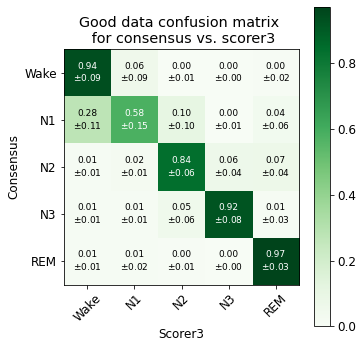 Good data confusion matrix
for consensus vs. scorer3
Wake 0.94 0.06 0.00 0.00 0.00
±0.09 ±0.09 ±0.01 ±0.00 ±0.02
N1 0.28 0.58 0.10 0.00 0.04
±0.11 ±0.15 ±0.10 ±0.01 ±0.06
N2 0.01 0.02 0.84 0.06 0.07
±0.01 ±0.01 ±0.06 ±0.04 ±0.04
N3 0.01 0.01 0.05 0.92 0.01
±0.01 ±0.01 ±0.06 ±0.08 ±0.03
REM 0.01 0.01 0.00 0.00 0.97
±0.01 ±0.02 ±0.01 ±0.00 ±0.03
Wake N1 N2 N3 REM
Scorer3
Consensus
0.8
0.6
0.4
0.2
0.0